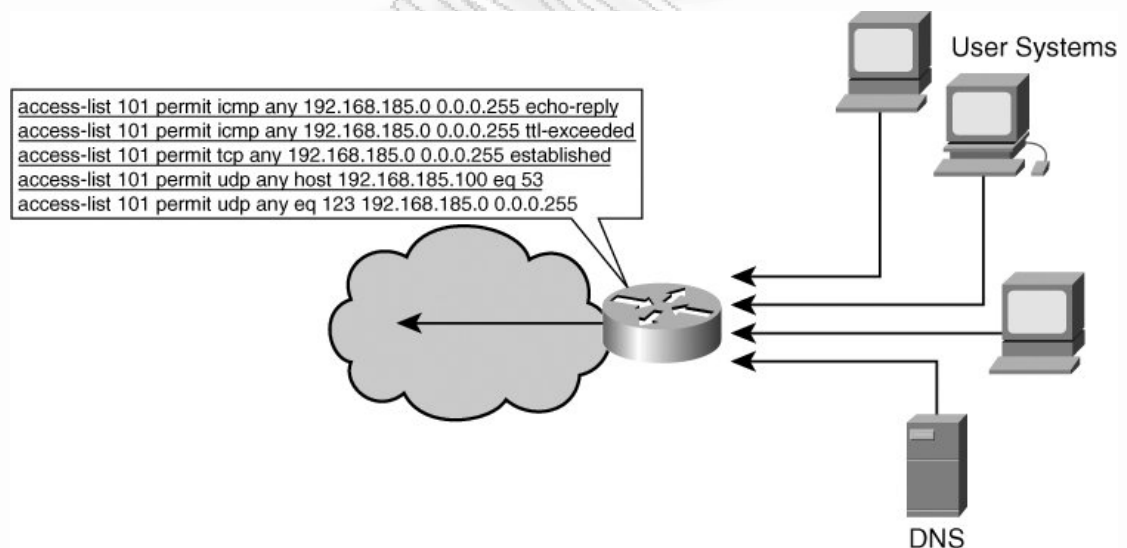 User Systems
access-list 101 permit icmp any 192.168.185.0 0.0.0.255 echo-reply
access-list 101 permit icmp any 192.168.185.0 0.0.0.255 ttl-exceeded
access-list 101 permit tcp any 192.168.185.0 0.0.0.255 established
access-list 101 permit udp any host 192.168.185.100 eq 53
access-list 101 permit udp any eq 123 192.168.185.0 0.0.0.255
DNS